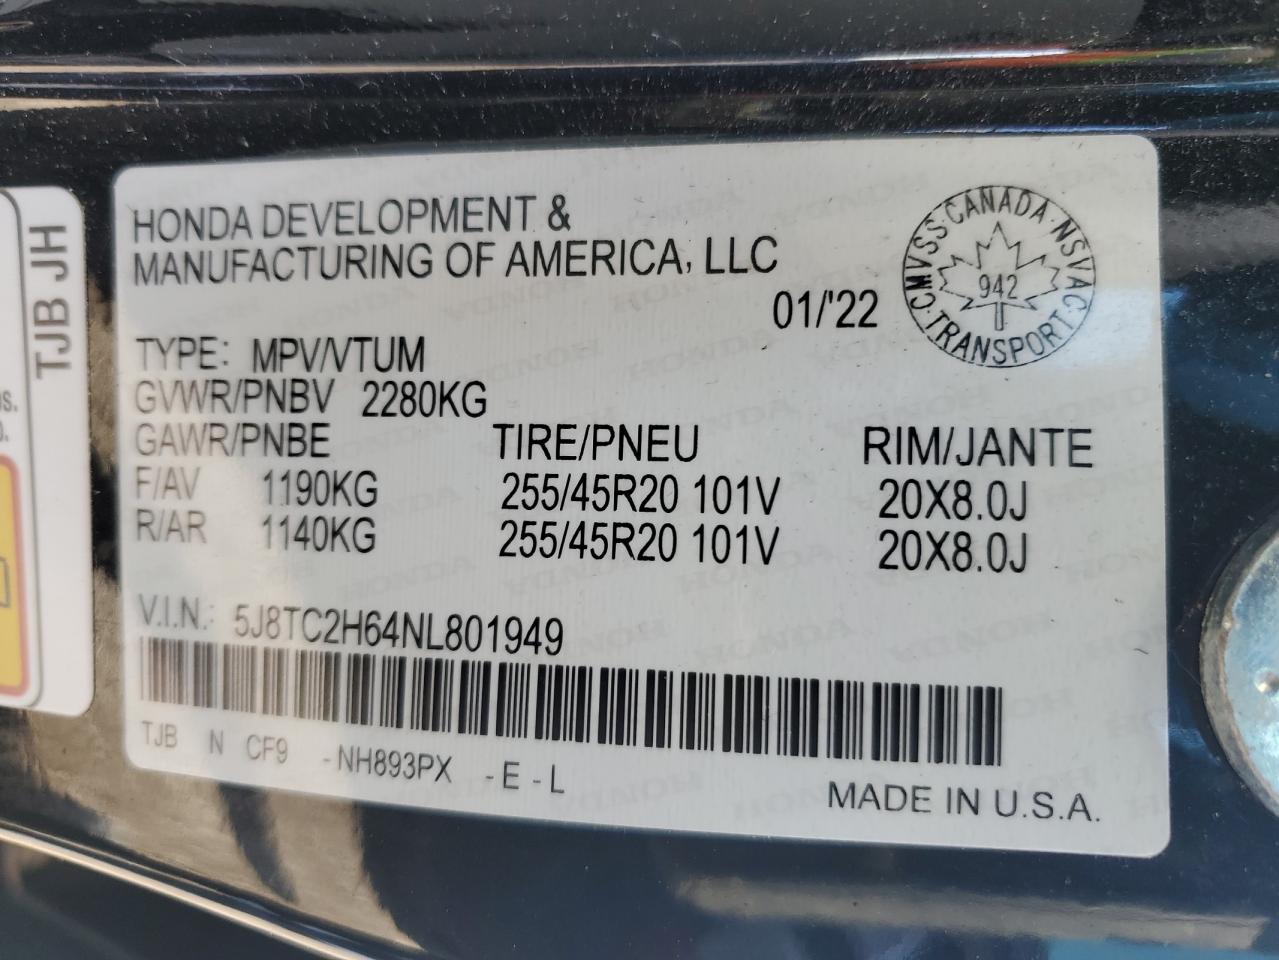 HONDA DEVELOPMENT &
MANUFACTURING OF AMERICA, LLC
01/'22
CMVSS · CANADA · NSVAC · TRANSPORT ·
942
TYPE: MPV/VTUM
GVWR/PNBV 2280KG
GAWR/PNBE TIRE/PNEU RIM/JANTE
F/AV 1190KG 255/45R20 101V 20X8.0J
R/AR 1140KG 255/45R20 101V 20X8.0J
V.I.N.: 5J8TC2H64NL801949
TJB N CF9 -NH893PX -E-L
MADE IN U.S.A.
TJB JH